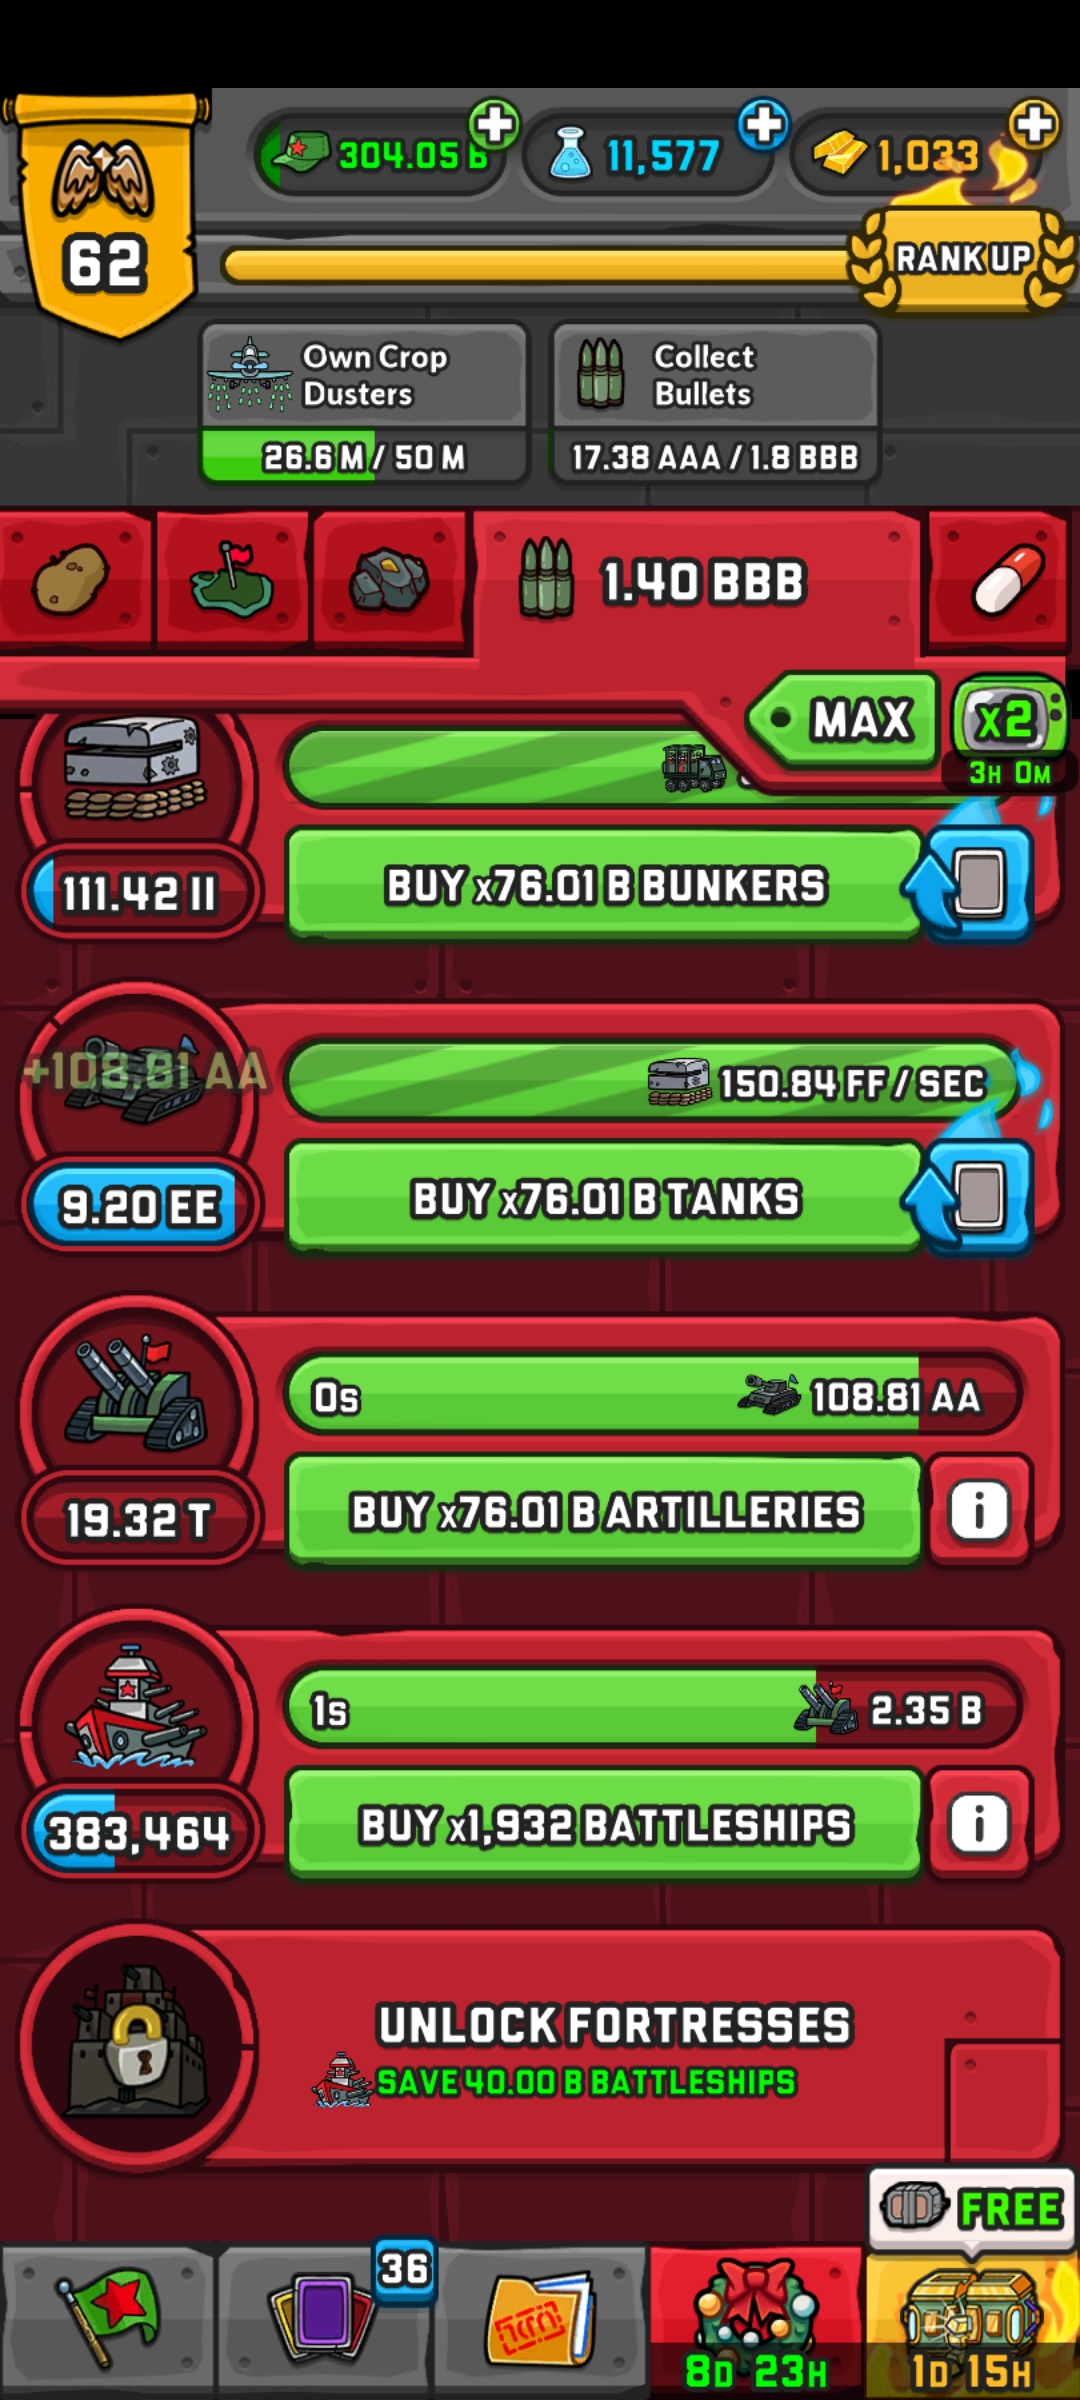 304.05 B
11,577
1,033
62
RANK UP
Own Crop
Dusters
26.6 M / 50 M
Collect
Bullets
17.38 AAA / 1.8 BBB
1.40 BBB
MAX
x2
3H 0M
111.42 II
BUY x76.01 B BUNKERS
+108.81 AA
150.84 FF / SEC
9.20 EE
BUY x76.01 B TANKS
0s
108.81 AA
19.32 T
BUY x76.01 B ARTILLERIES
i
1s
2.35 B
383,464
BUY x1,932 BATTLESHIPS
i
UNLOCK FORTRESSES
SAVE 40.00 B BATTLESHIPS
FREE
36
8D 23H
1D 15H